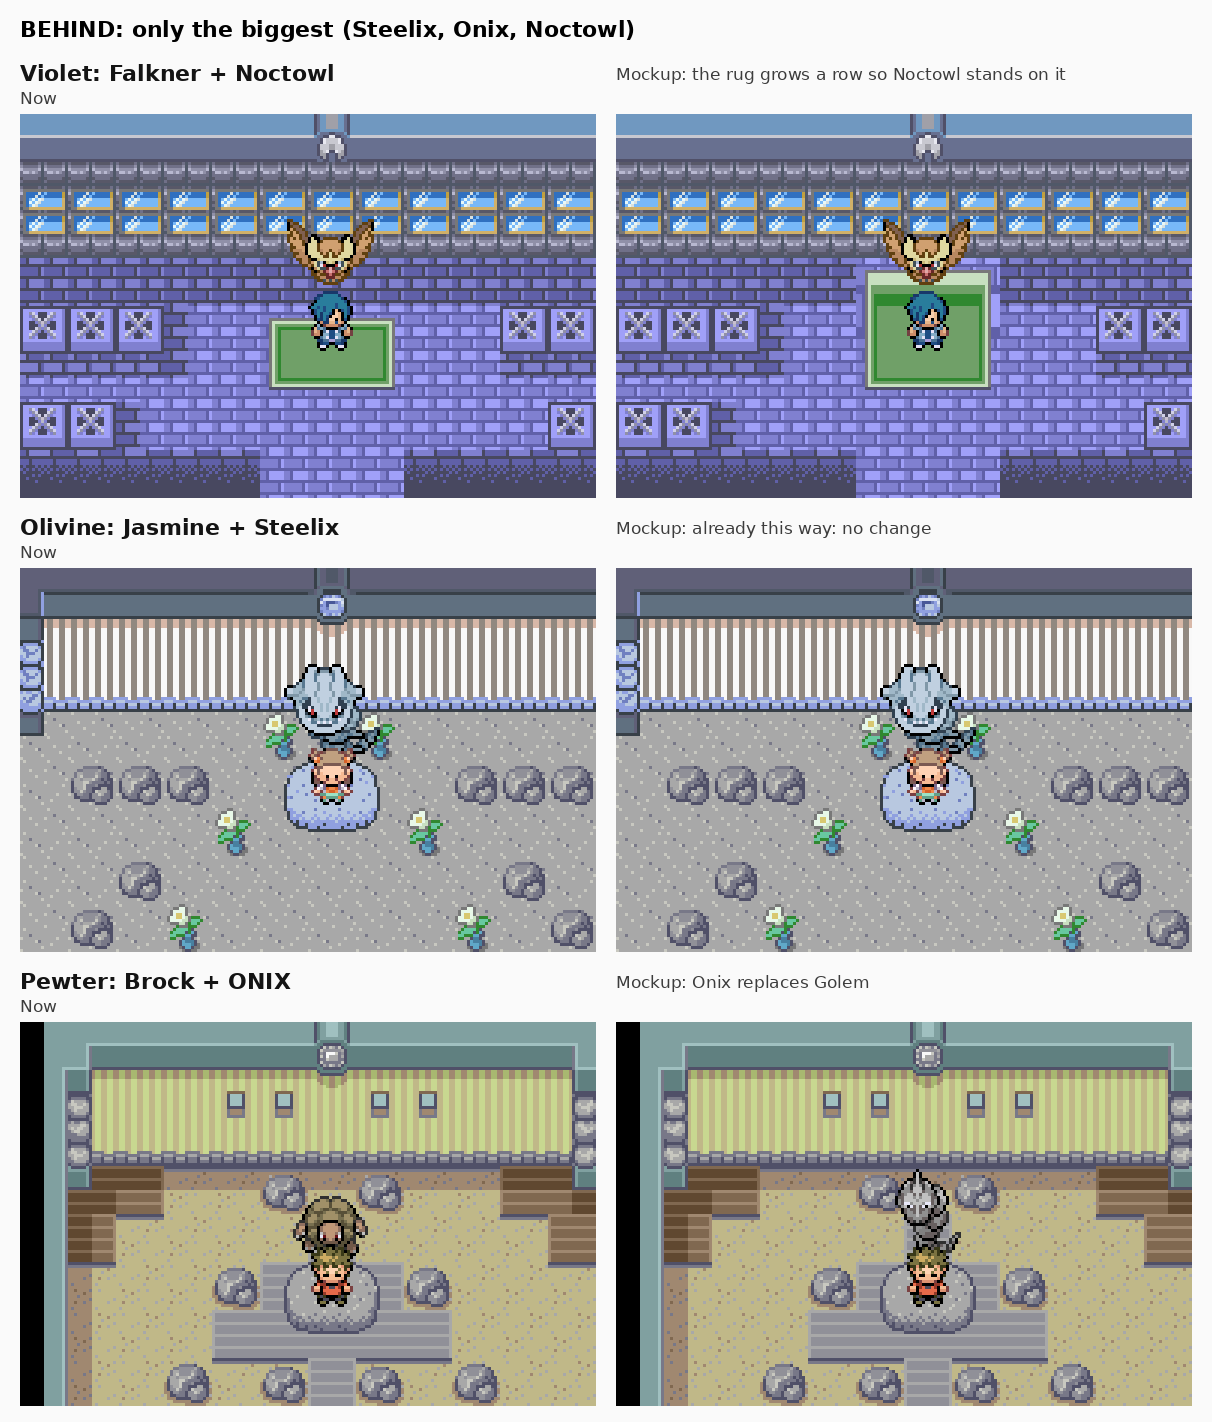 BEHIND: only the biggest (Steelix, Onix, Noctowl)
Violet: Falkner + Noctowl
Mockup: the rug grows a row so Noctowl stands on it
Now
Olivine: Jasmine + Steelix
Mockup: already this way: no change
Now
Pewter: Brock + ONIX
Mockup: Onix replaces Golem
Now